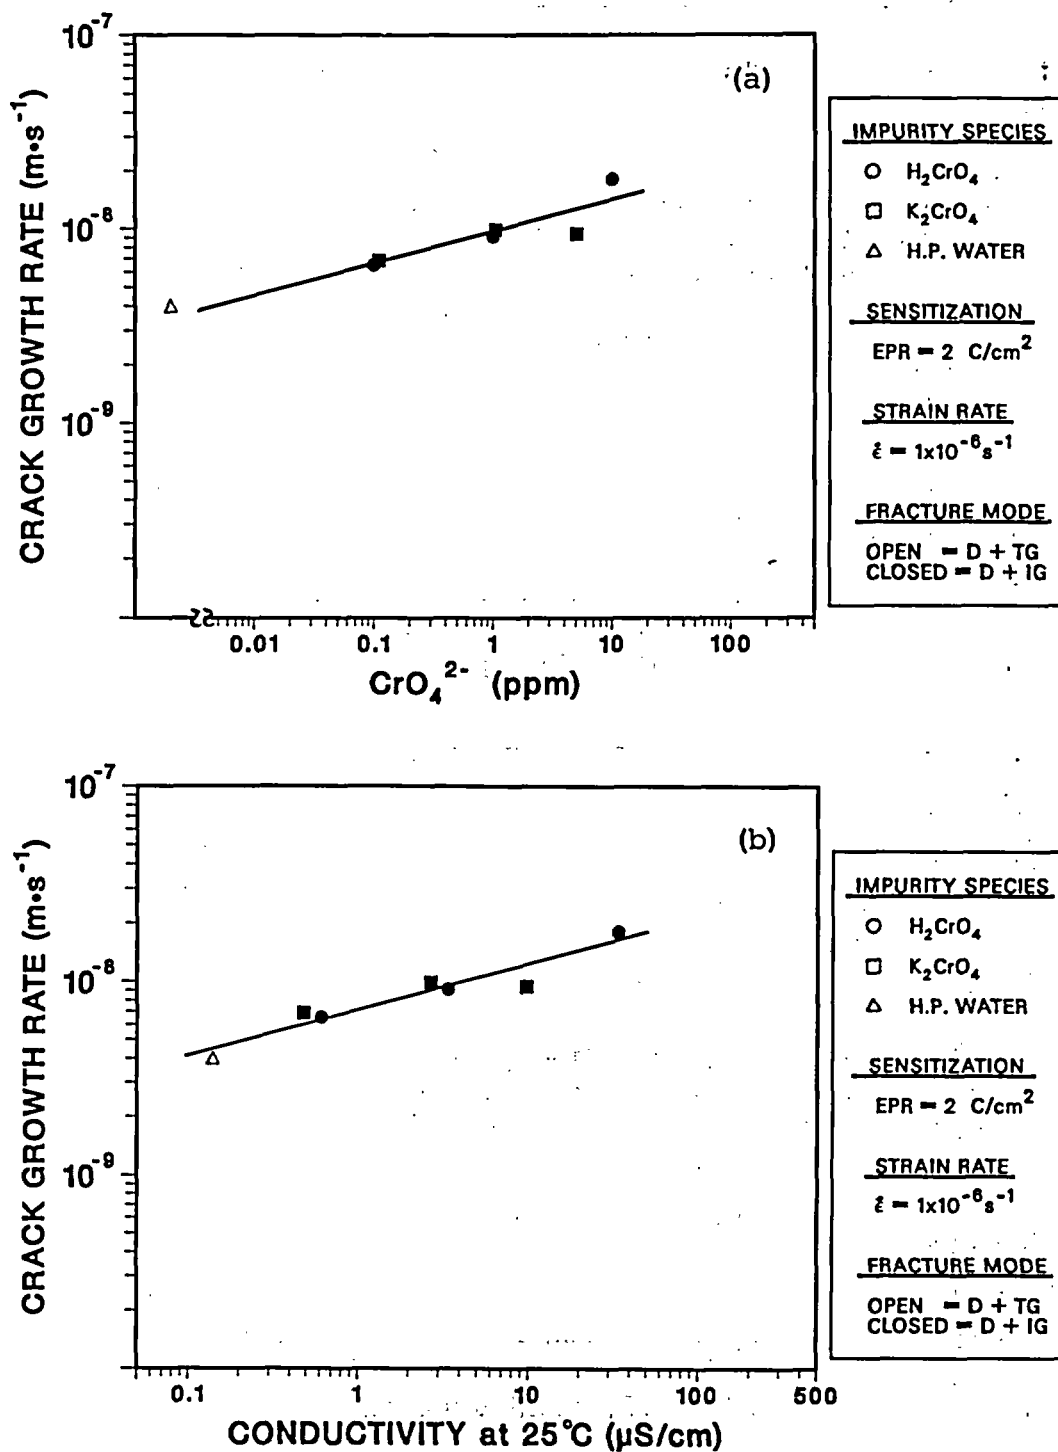 (a)
10⁻⁷
10⁻⁸
10⁻⁹
CRACK GROWTH RATE (m•s⁻¹)
0.01 0.1 1 10 100
CrO₄²⁻ (ppm)
IMPURITY SPECIES
H₂CrO₄
K₂CrO₄
H.P. WATER
SENSITIZATION
EPR = 2 C/cm²
STRAIN RATE
ε̇ = 1x10⁻⁶s⁻¹
FRACTURE MODE
OPEN = D + TG
CLOSED = D + IG
(b)
10⁻⁷
10⁻⁸
10⁻⁹
CRACK GROWTH RATE (m•s⁻¹)
0.1 1 10 100 500
CONDUCTIVITY at 25°C (µS/cm)
IMPURITY SPECIES
H₂CrO₄
K₂CrO₄
H.P. WATER
SENSITIZATION
EPR = 2 C/cm²
STRAIN RATE
ε̇ = 1x10⁻⁶s⁻¹
FRACTURE MODE
OPEN = D + TG
CLOSED = D + IG